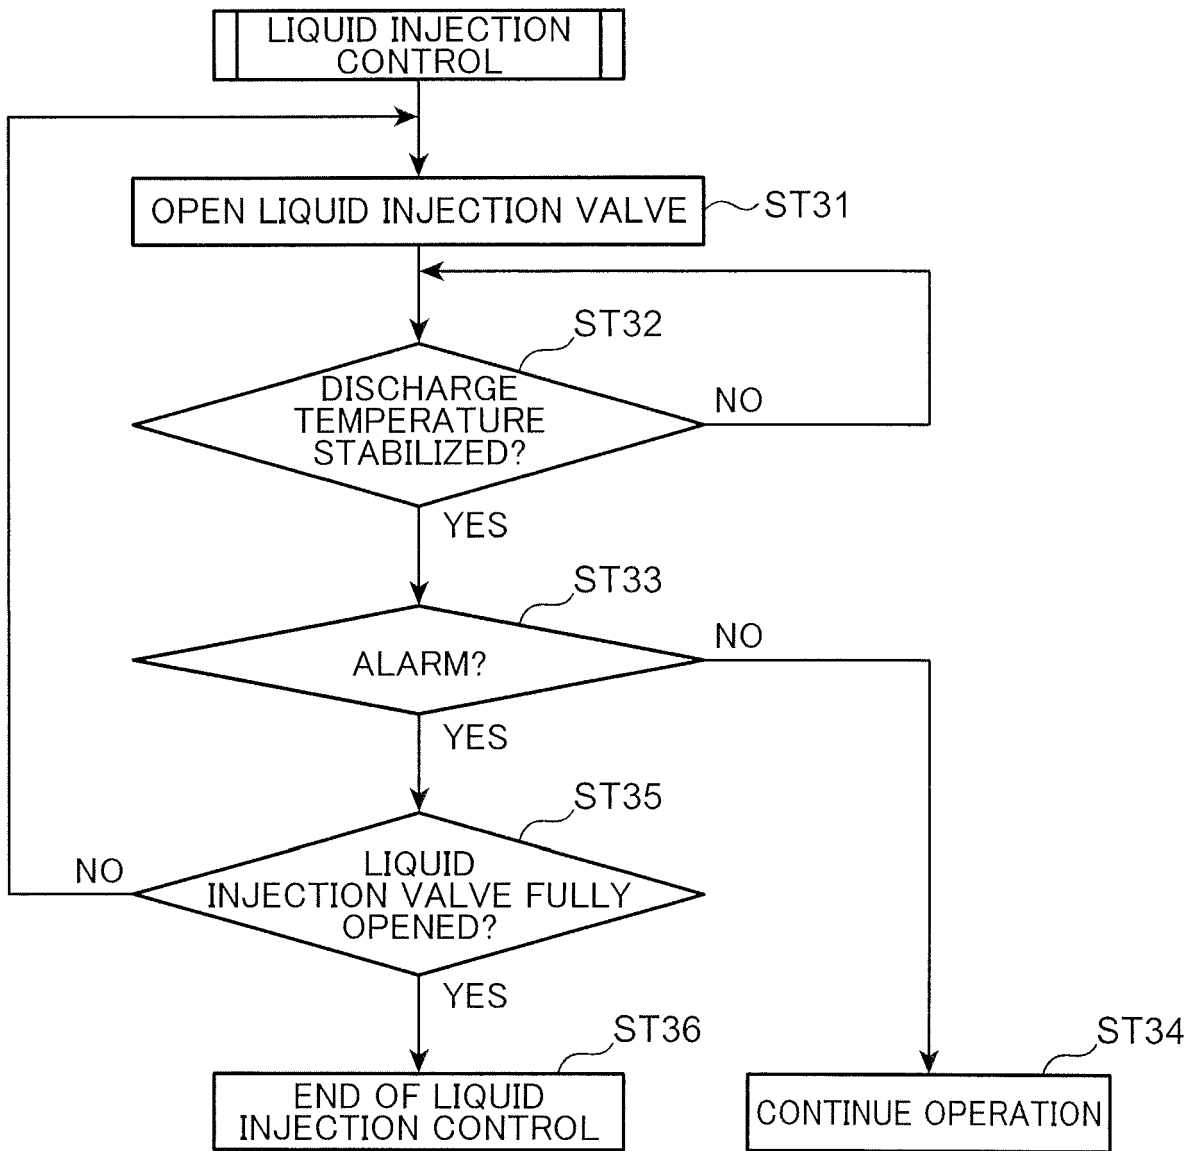 LIQUID INJECTION
CONTROL
OPEN LIQUID INJECTION VALVE
ST31
ST32
DISCHARGE
TEMPERATURE
STABILIZED?
NO
YES
ST33
ALARM?
NO
YES
ST35
LIQUID
INJECTION VALVE FULLY
OPENED?
NO
YES
ST36
END OF LIQUID
INJECTION CONTROL
ST34
CONTINUE OPERATION